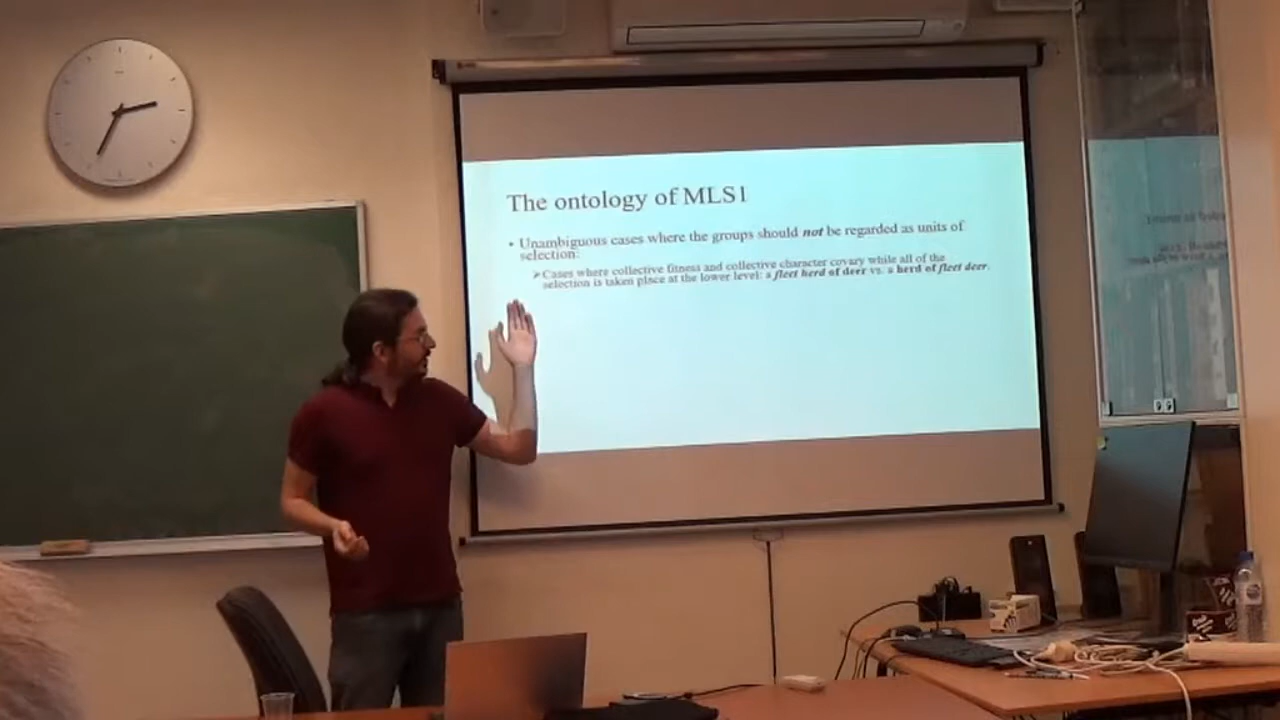 The ontology of MLS1
• Unambiguous cases where the groups should not be regarded as units of
selection:
➢Cases where collective fitness and collective character covary while all of the
selection is taken place at the lower level: a fleet herd of deer vs. a herd of fleet deer.